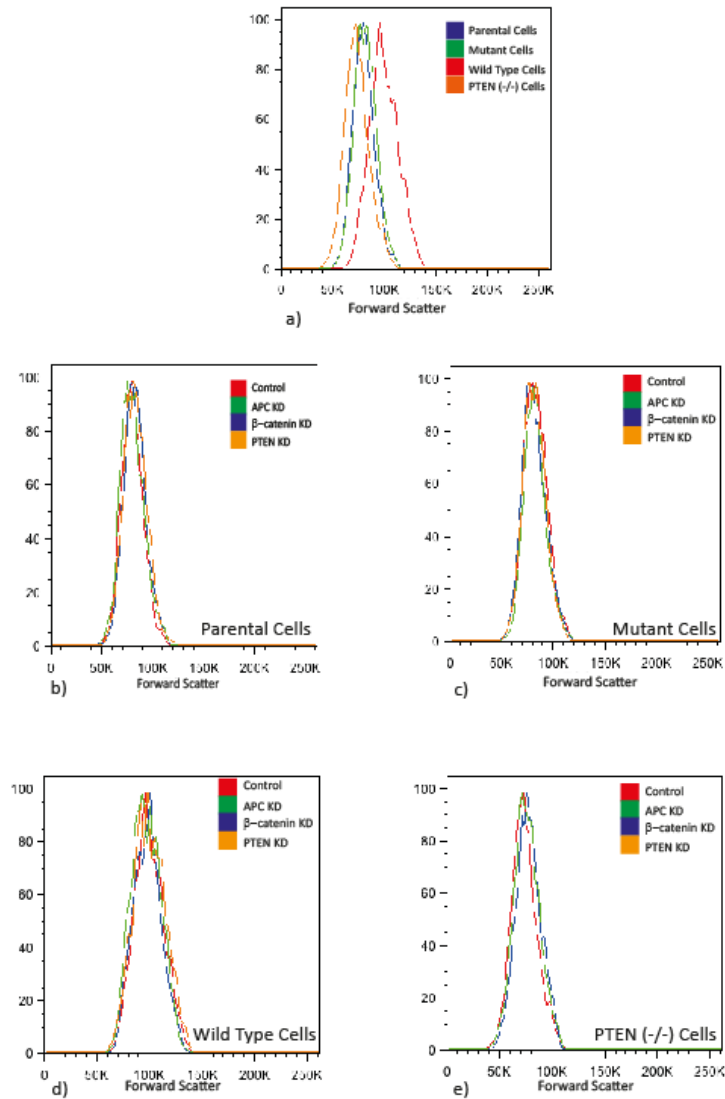 100
80
60
40
20
0
Parental Cells
Mutant Cells
Wild Type Cells
PTEN (-/-) Cells
0 50K 100K 150K 200K 250K
Forward Scatter
a)
100
80
60
40
20
0
Control
APC KD
β-catenin KD
PTEN KD
Parental Cells
0 50K 100K 150K 200K 250K
Forward Scatter
b)
100
80
60
40
20
0
Control
APC KD
β-catenin KD
PTEN KD
Mutant Cells
0 50K 100K 150K 200K 250K
Forward Scatter
c)
100
80
60
40
20
0
Control
APC KD
β-catenin KD
PTEN KD
Wild Type Cells
0 50K 100K 150K 200K 250K
Forward Scatter
d)
100
80
60
40
20
0
Control
APC KD
β-catenin KD
PTEN KD
PTEN (-/-) Cells
0 50K 100K 150K 200K 250K
Forward Scatter
e)